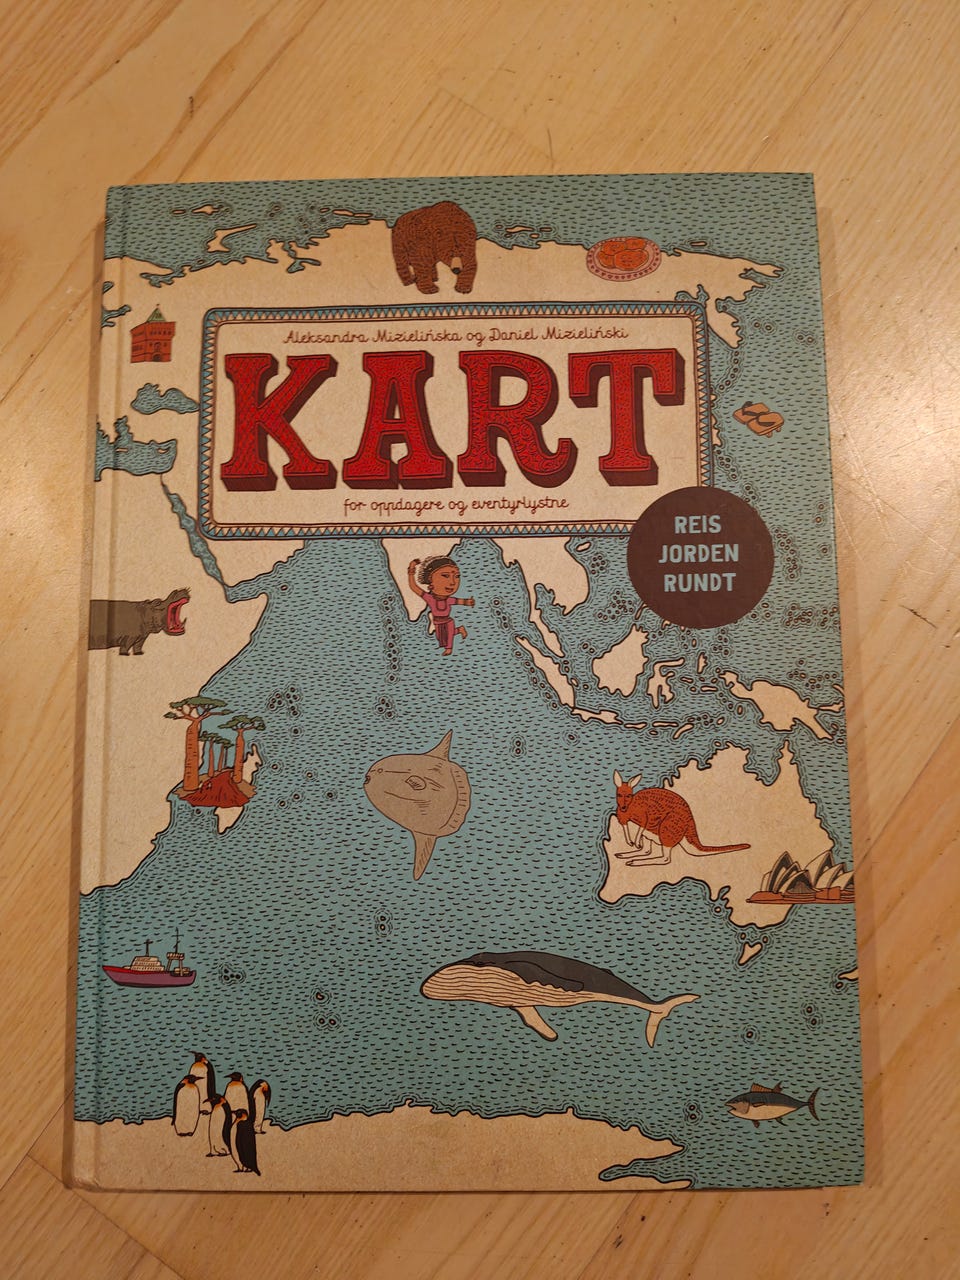 Aleksandra Mizielińska og Daniel Mizieliński
KART
for oppdagere og eventyrlystne
REIS
JORDEN
RUNDT